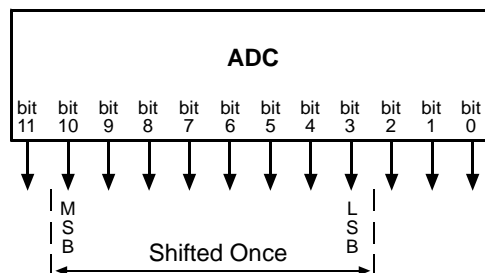 ADC
bit bit bit bit bit bit bit bit bit bit bit bit
11 10 9 8 7 6 5 4 3 2 1 0
MSB LSB
Shifted Once